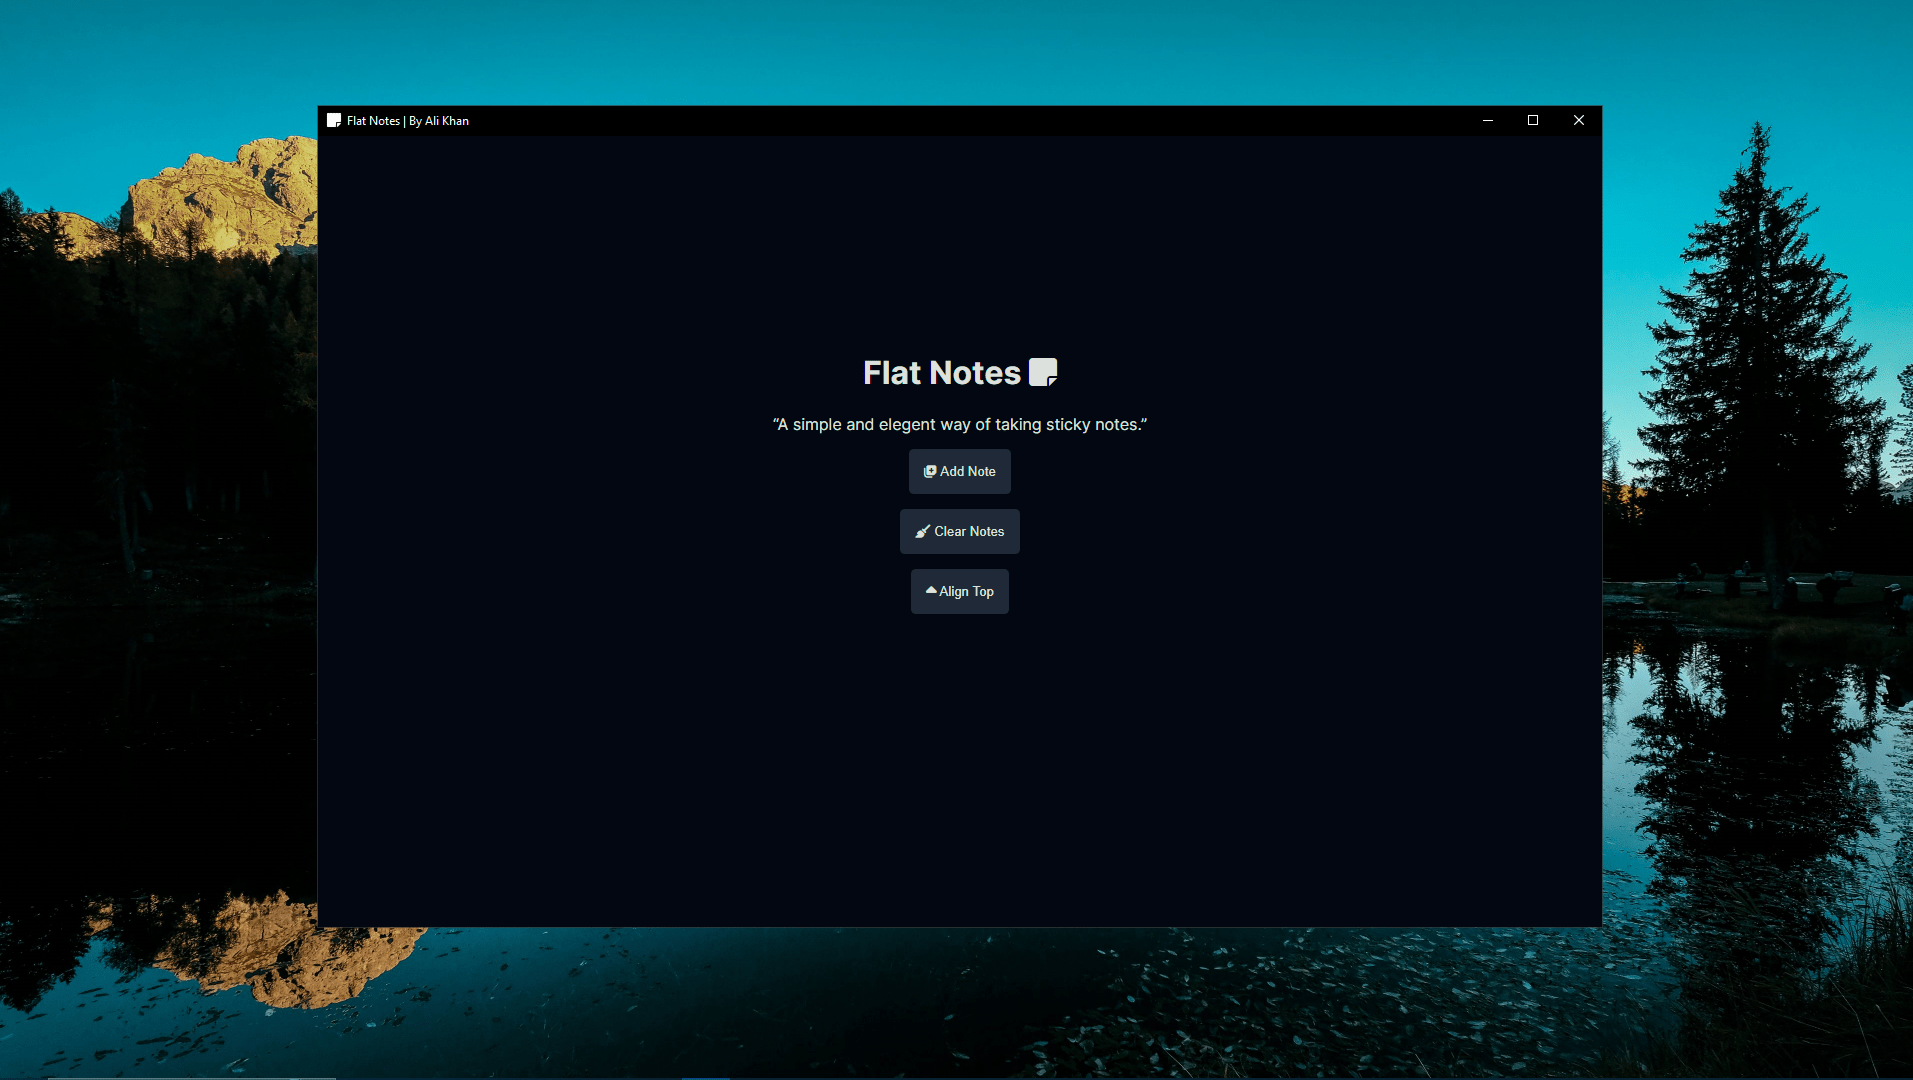 Flat Notes | By Ali Khan
Flat Notes
“A simple and elegent way of taking sticky notes.”
Add Note
Clear Notes
Align Top